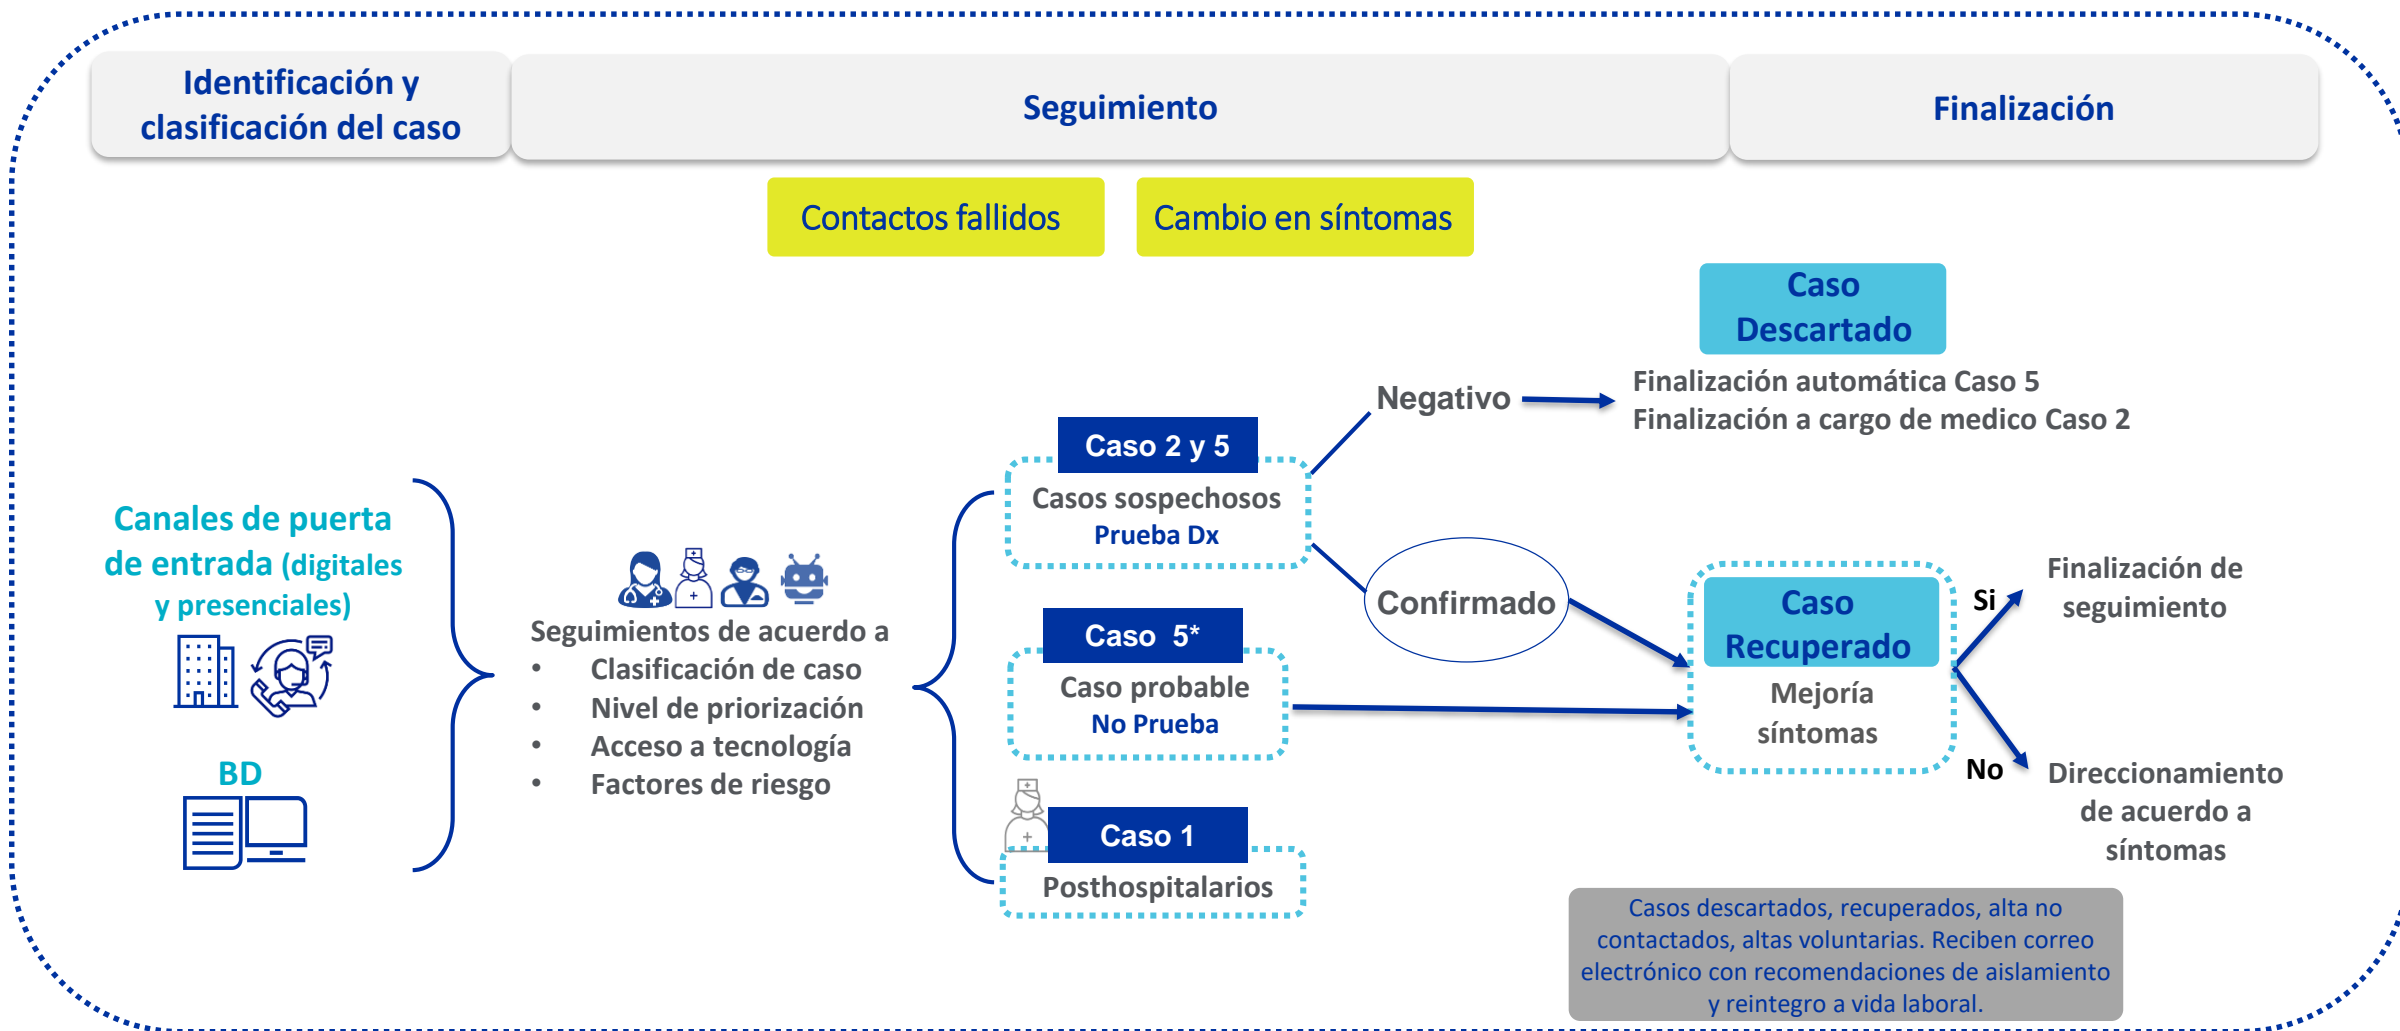 Identificación y
clasificación del caso
Seguimiento
Finalización
Contactos fallidos
Cambio en síntomas
Canales de puerta
de entrada (digitales
y presenciales)
BD
Seguimientos de acuerdo a
• Clasificación de caso
• Nivel de priorización
• Acceso a tecnología
• Factores de riesgo
Caso 2 y 5
Casos sospechosos
Prueba Dx
Caso 5*
Caso probable
No Prueba
Caso 1
Posthospitalarios
Negativo
Confirmado
Caso
Descartado
Finalización automática Caso 5
Finalización a cargo de medico Caso 2
Caso
Recuperado
Mejoría
síntomas
Si
Finalización de
seguimiento
No
Direccionamiento
de acuerdo a
síntomas
Casos descartados, recuperados, alta no
contactados, altas voluntarias. Reciben correo
electrónico con recomendaciones de aislamiento
y reintegro a vida laboral.